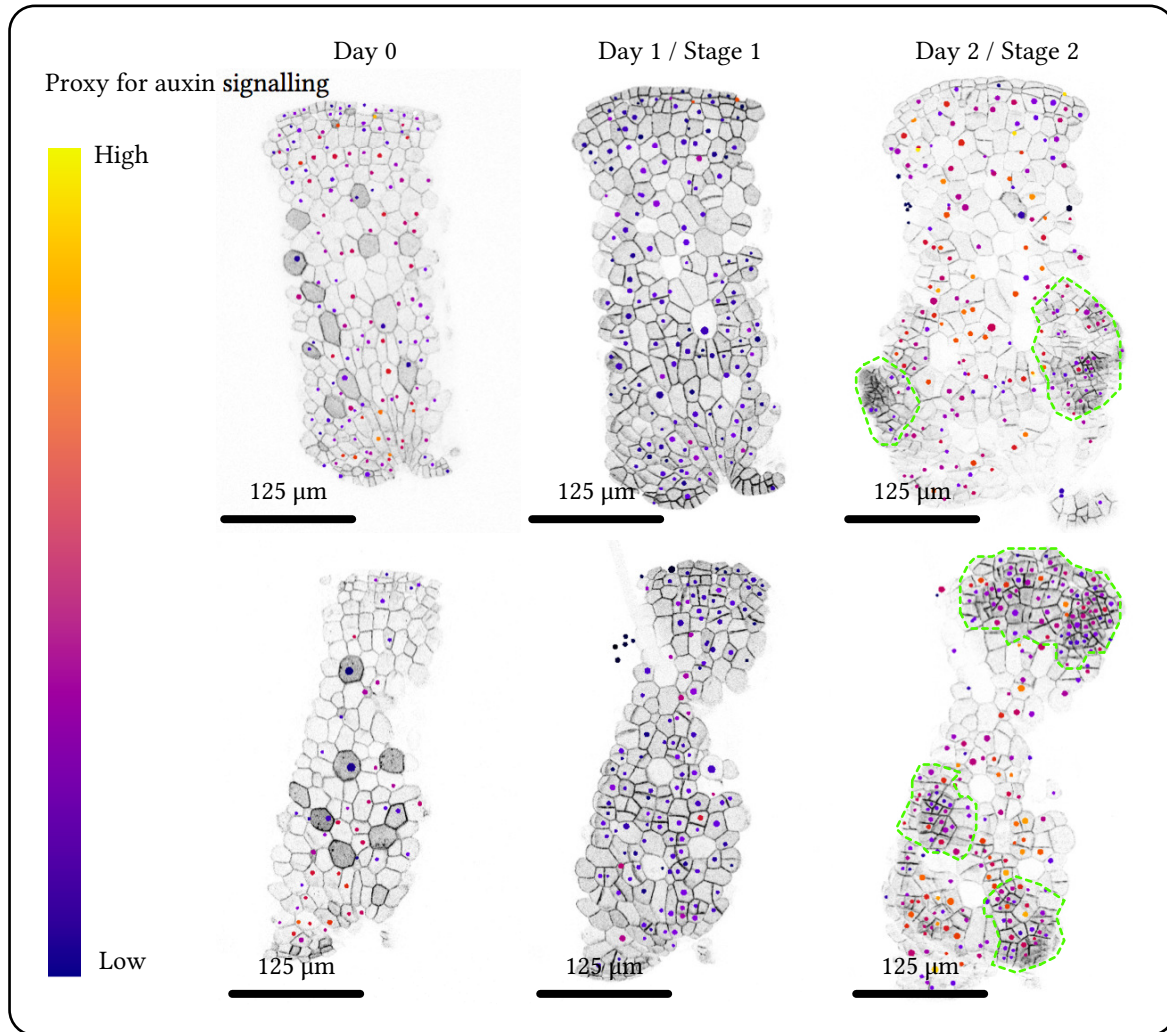 Day 0
Day 1 / Stage 1
Day 2 / Stage 2
Proxy for auxin signalling
High
Low
125 μm
125 μm
125 μm
125 μm
125 μm
125 μm